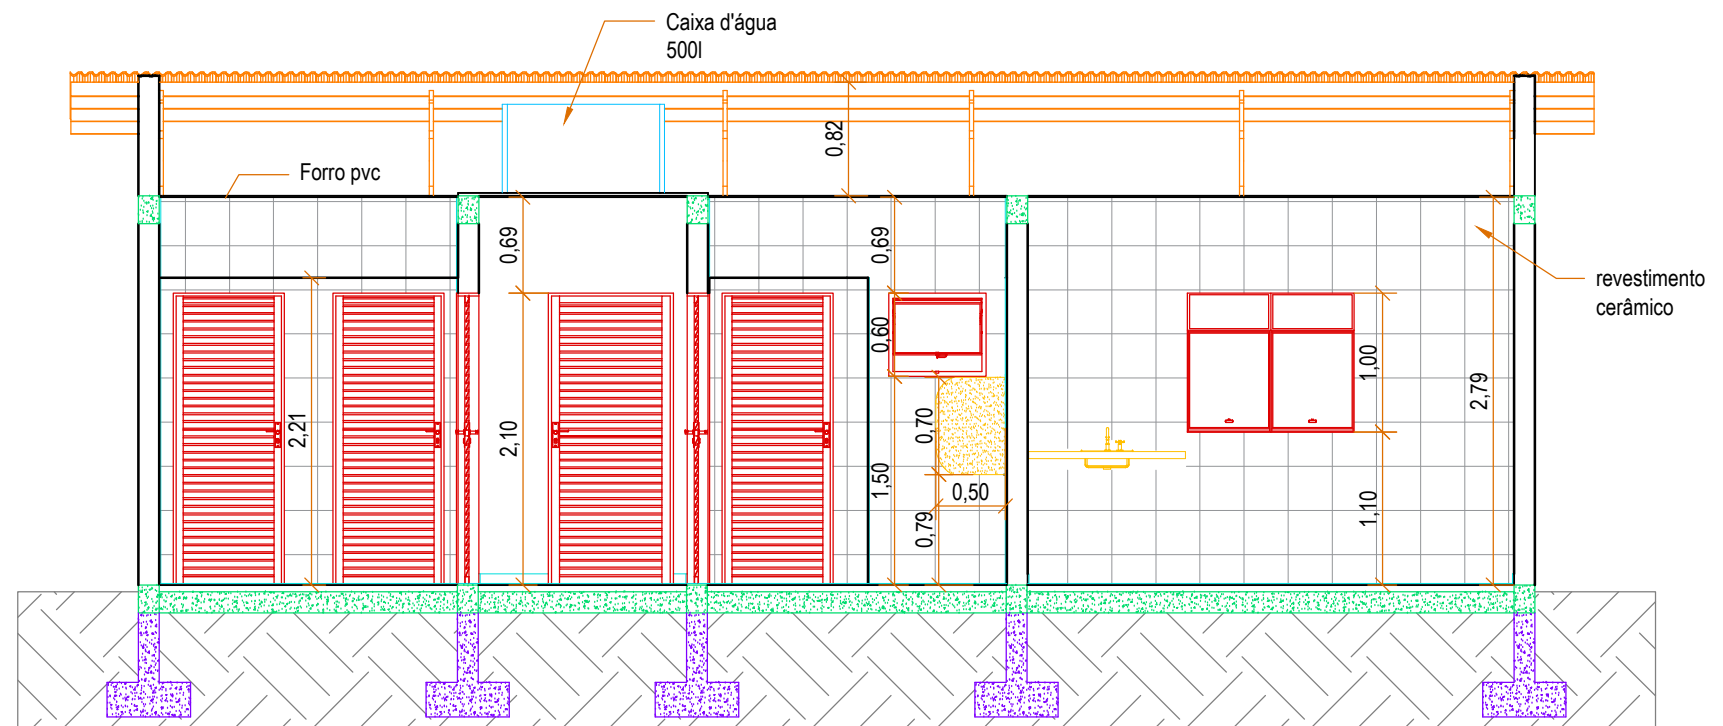 Caixa d'água
500l
0,82
Forro pvc
0,69
0,69
revestimento
cerâmico
0,60
1,00
2,79
2,21
2,10
0,70
1,50
0,50
0,79
1,10